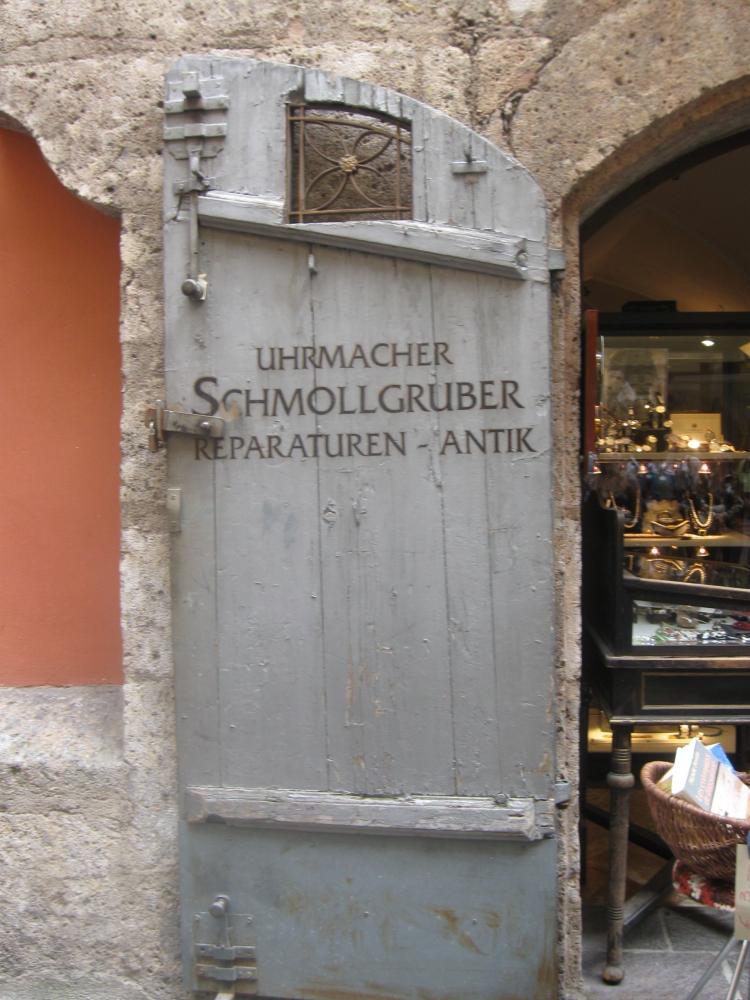 UHRMACHER
SCHMOLLGRUBER
REPARATUREN - ANTIK